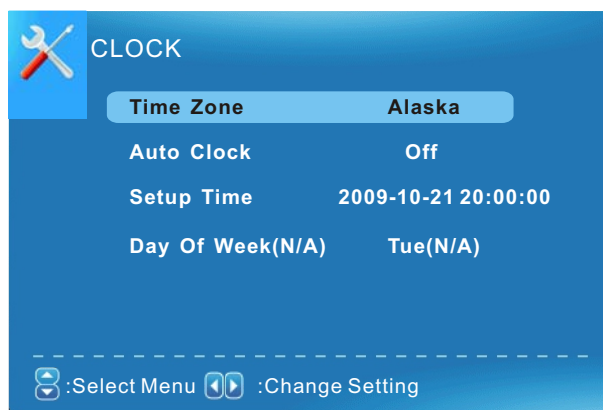 CLOCK
Time Zone Alaska
Auto Clock Off
Setup Time 2009-10-21 20:00:00
Day Of Week(N/A) Tue(N/A)
:Select Menu :Change Setting